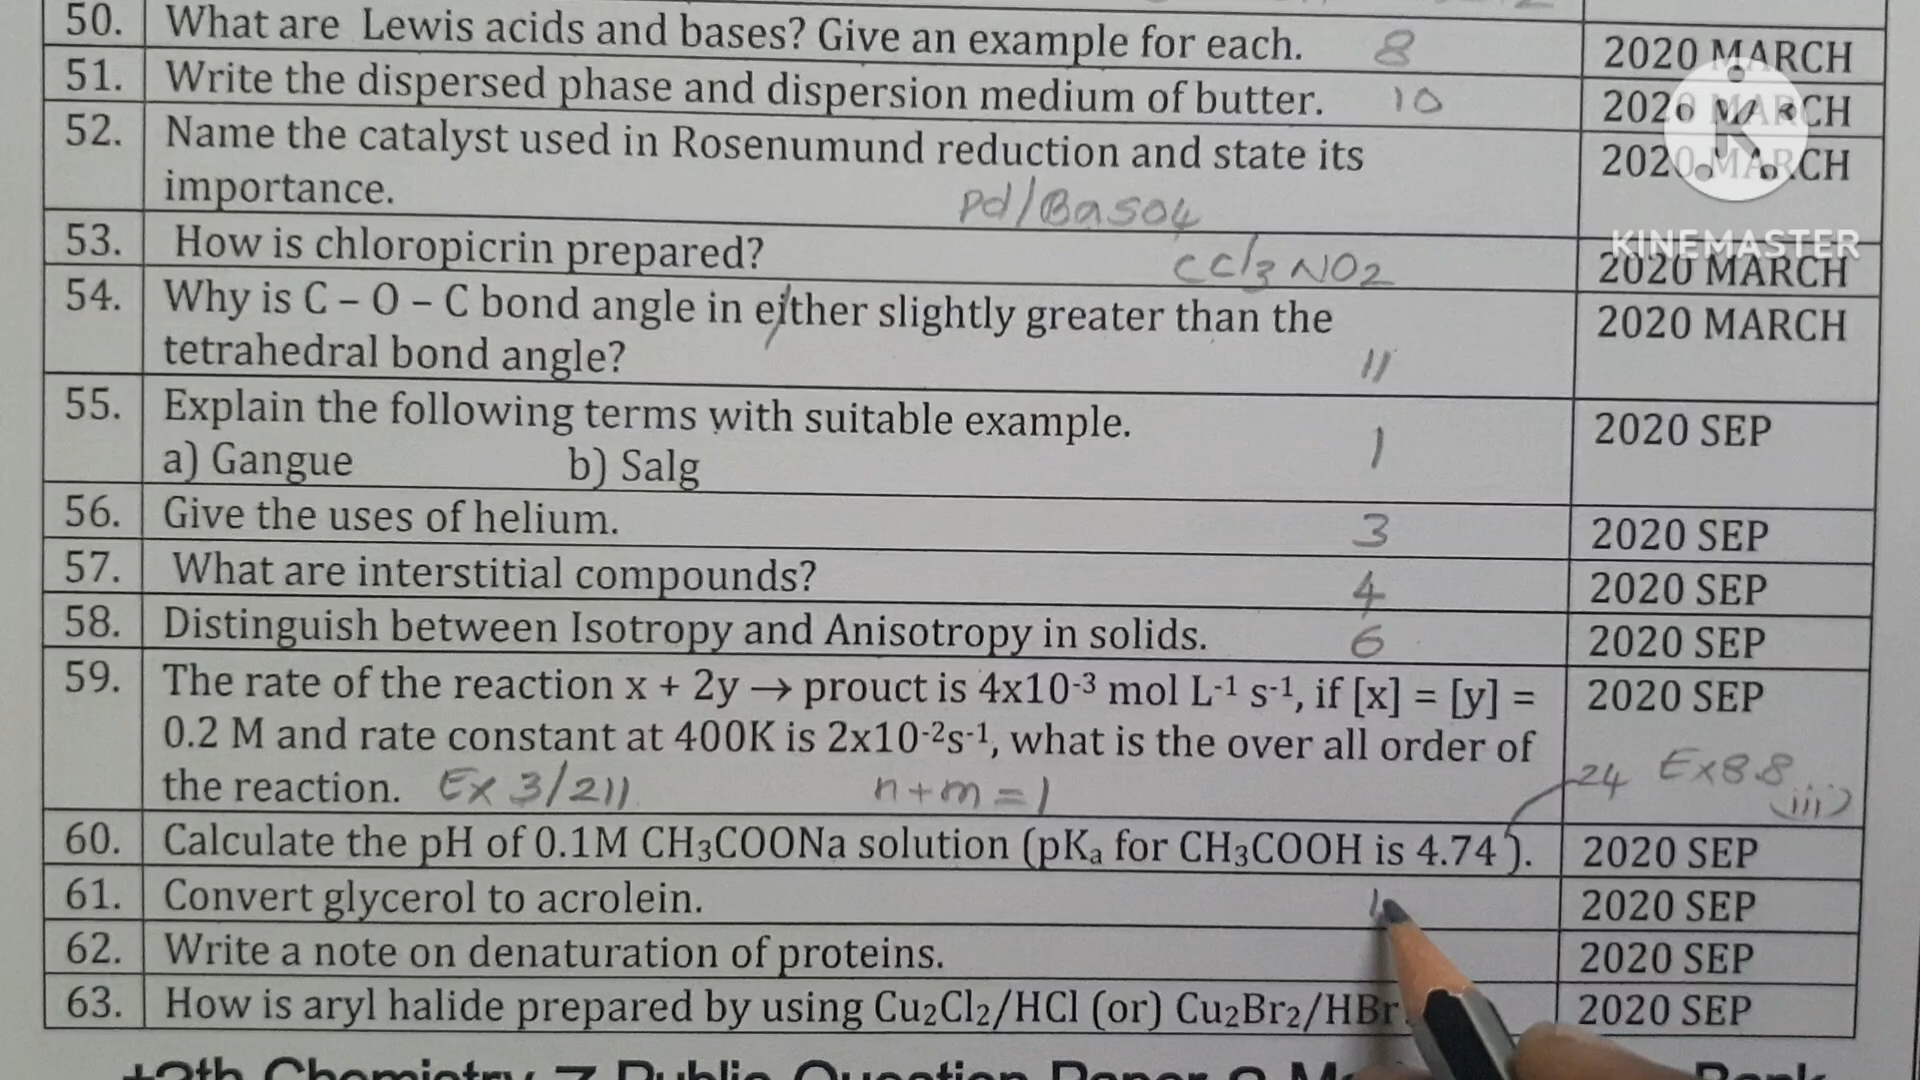 50. What are Lewis acids and bases? Give an example for each. 8 2020 MARCH
51. Write the dispersed phase and dispersion medium of butter. 10 2020 MARCH
52. Name the catalyst used in Rosenumund reduction and state its 2020 MARCH
importance. Pd/BaSO4
KINEMASTER
53. How is chloropicrin prepared? CCl3NO2 2020 MARCH
54. Why is C – O – C bond angle in either slightly greater than the 2020 MARCH
tetrahedral bond angle? 11
55. Explain the following terms with suitable example. 1 2020 SEP
a) Gangue b) Salg
56. Give the uses of helium. 3 2020 SEP
57. What are interstitial compounds? 4 2020 SEP
58. Distinguish between Isotropy and Anisotropy in solids. 6 2020 SEP
59. The rate of the reaction x + 2y → prouct is 4x10-3 mol L-1 s-1, if [x] = [y] = 2020 SEP
0.2 M and rate constant at 400K is 2x10-2s-1, what is the over all order of
the reaction. Ex 3/211 n+m=1 24 Ex8.8 (iii)
60. Calculate the pH of 0.1M CH3COONa solution (pKa for CH3COOH is 4.74). 2020 SEP
61. Convert glycerol to acrolein. 2020 SEP
62. Write a note on denaturation of proteins. 2020 SEP
63. How is aryl halide prepared by using Cu2Cl2/HCl (or) Cu2Br2/HBr 2020 SEP
Chemistry Public Question Paper